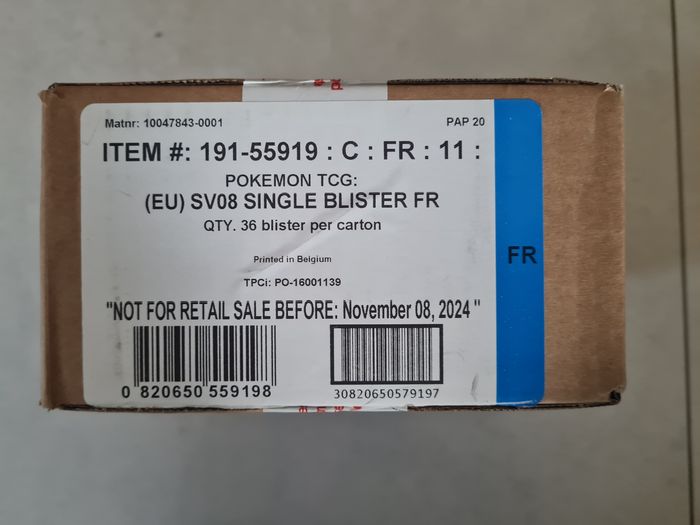 Matnr: 10047843-0001
PAP 20
ITEM #: 191-55919 : C : FR : 11 :
POKEMON TCG:
(EU) SV08 SINGLE BLISTER FR
QTY. 36 blister per carton
FR
Printed in Belgium
TPCi: PO-16001139
"NOT FOR RETAIL SALE BEFORE: November 08, 2024 "
0 820650 559198
30820650579197